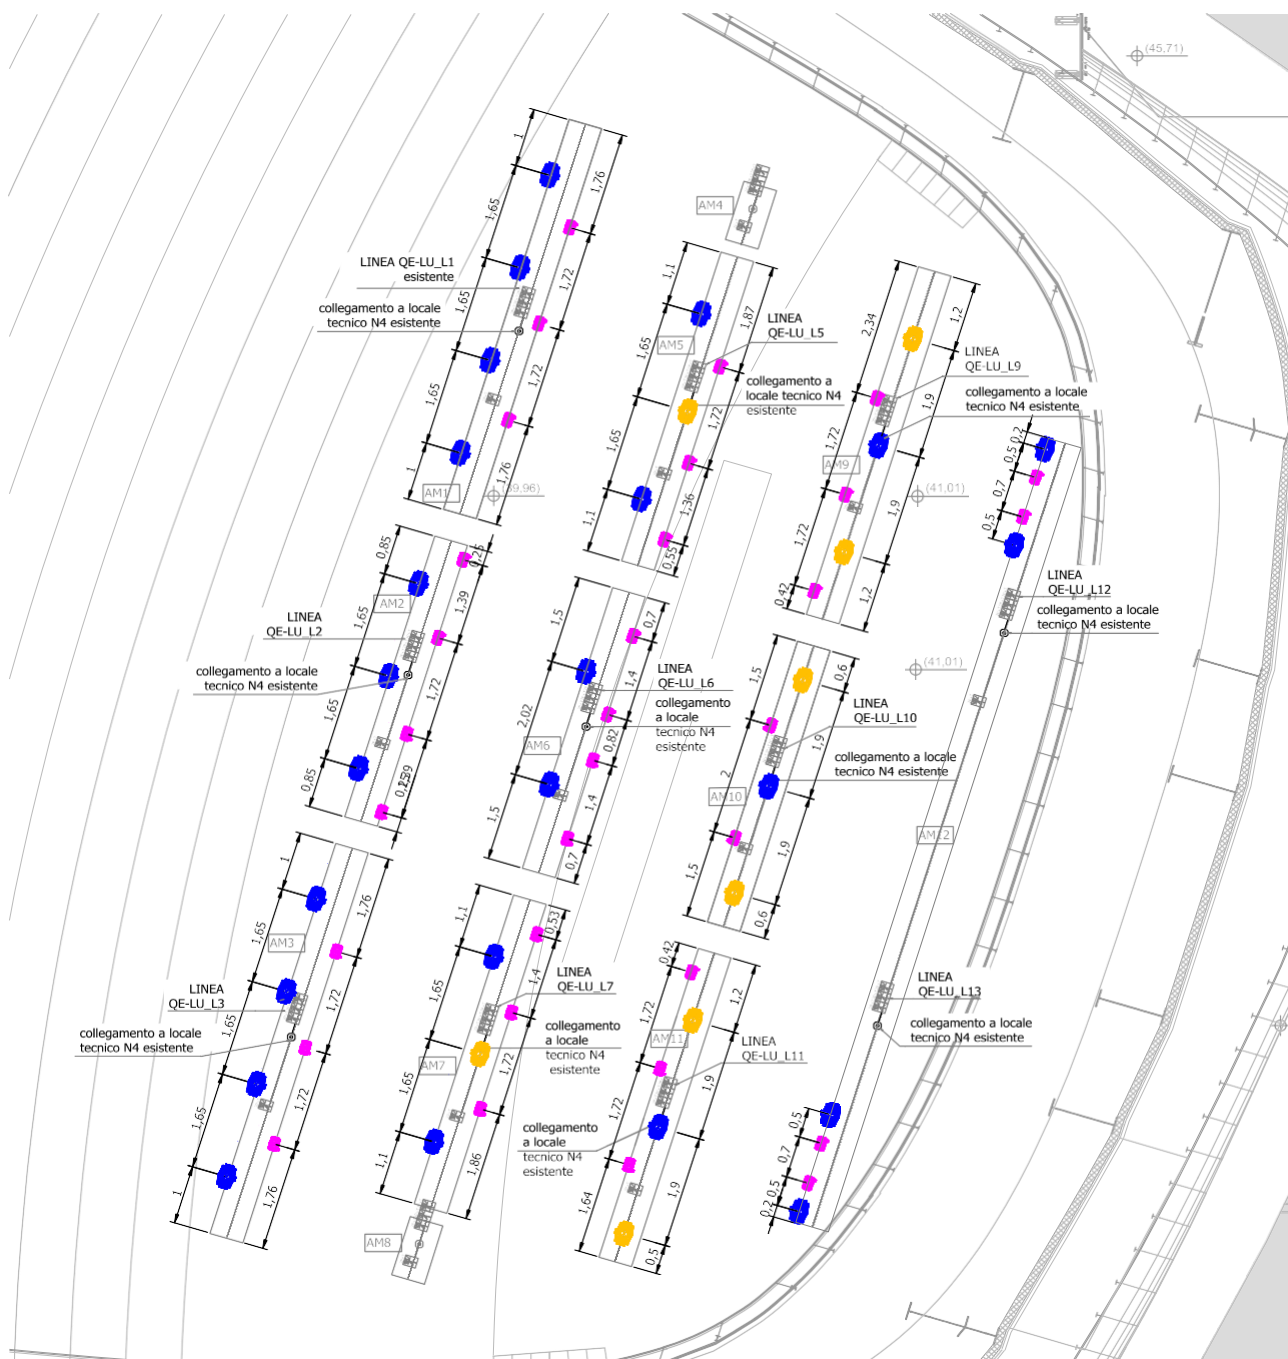 (45,71)
1
1,76
1,65
AM4
LINEA QE-LU_L1
esistente
1,72
1,65
collegamento a locale
tecnico N4 esistente
1,72
1,65
1
1,76
AM1
1,1
1,87
LINEA
QE-LU_L5
1,65
AM5
collegamento a
locale tecnico N4
esistente
1,72
1,65
1,36
1,1
0,55
2,34
1,2
LINEA
QE-LU_L9
collegamento a locale
tecnico N4 esistente
1,9
1,72
AM9
(41,01)
1,9
1,72
0,42
1,2
0,2
0,5
0,7
0,5
LINEA
QE-LU_L12
collegamento a locale
tecnico N4 esistente
0,85
0,25
AM2
1,65
1,39
LINEA
QE-LU_L2
collegamento a locale
tecnico N4 esistente
1,72
1,65
0,85
1,5
0,7
LINEA
QE-LU_L6
1,4
collegamento
a locale
tecnico N4
esistente
2,02
0,82
AM6
1,5
1,4
0,7
(41,01)
1,5
0,6
LINEA
QE-LU_L10
1,9
collegamento a locale
tecnico N4 esistente
2
AM10
1,9
1,5
0,6
AM12
1
1,76
1,65
AM3
LINEA
QE-LU_L3
1,72
collegamento a locale
tecnico N4 esistente
1,65
1,72
1,65
1
1,76
1,1
0,53
LINEA
QE-LU_L7
1,4
1,65
collegamento
a locale
tecnico N4
esistente
AM7
1,72
1,65
1,1
1,86
AM8
0,42
1,2
1,72
AM11
LINEA
QE-LU_L11
1,9
1,72
collegamento
a locale
tecnico N4
esistente
1,9
1,64
0,5
LINEA
QE-LU_L13
collegamento a locale
tecnico N4 esistente
0,5
0,7
0,5
0,2